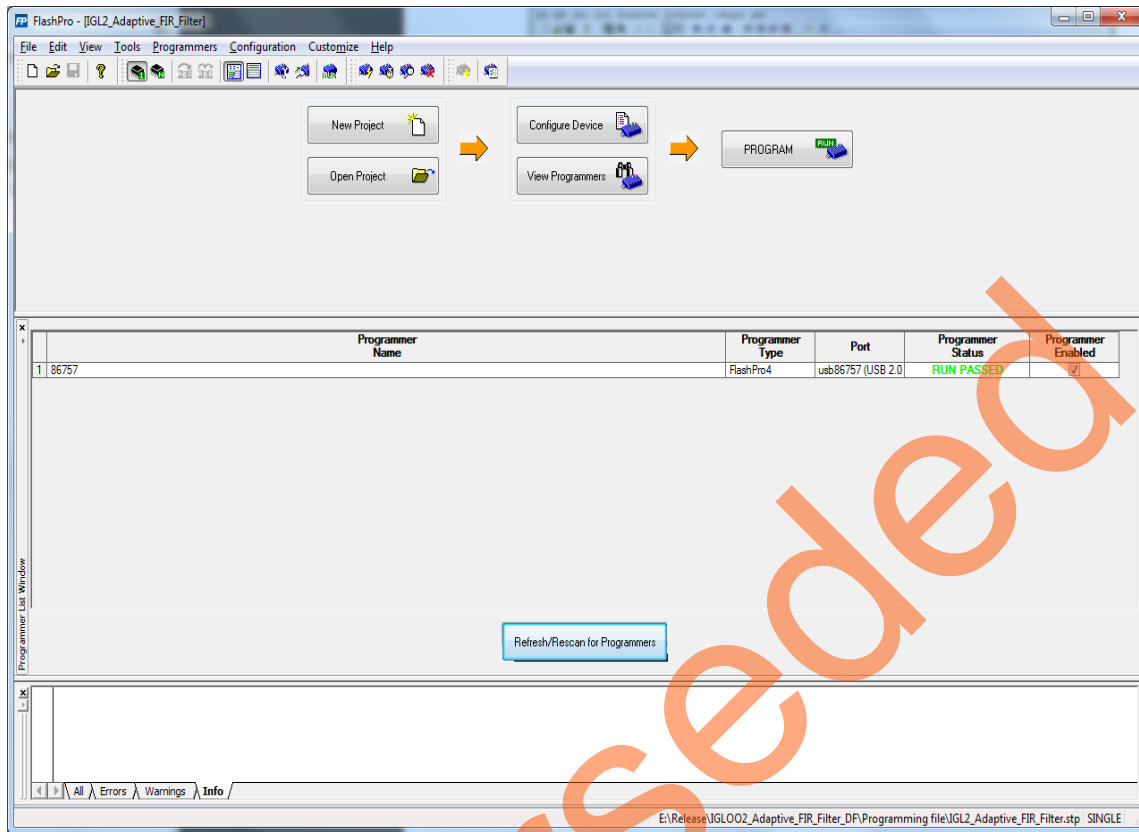 FP FlashPro - [IGL2_Adaptive_FIR_Filter]
File Edit View Tools Programmers Configuration Customize Help
New Project
Configure Device
PROGRAM
RUN
Open Project
View Programmers
Programmer Name
Programmer Type
Port
Programmer Status
Programmer Enabled
1 86757 FlashPro4 usb86757 (USB 2.0 RUN PASSED
Programmer List Window
Refresh/Rescan for Programmers
All Errors Warnings Info
E:\Release\IGLOO2_Adaptive_FIR_Filter_DF\Programming file\IGL2_Adaptive_FIR_Filter.stp SINGLE
seded